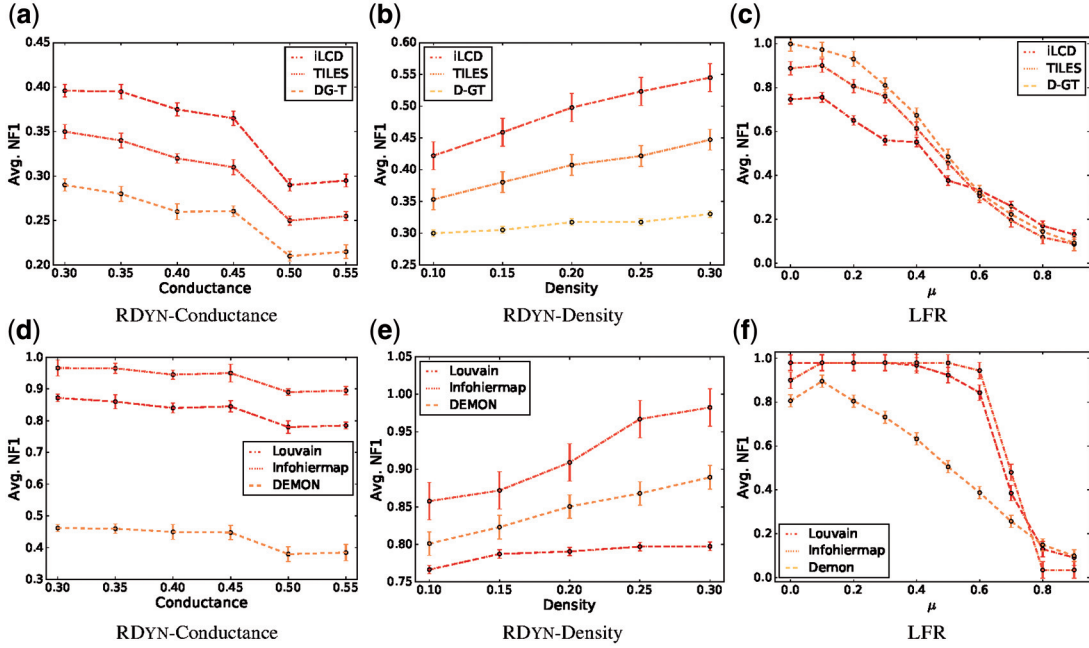 (a)
0.45
0.40
0.35
0.30
0.25
0.20
Avg. NF1
iLCD
TILES
DG-T
0.30 0.35 0.40 0.45 0.50 0.55
Conductance
RDYN-Conductance
(b)
0.60
0.55
0.50
0.45
0.40
0.35
0.30
0.25
Avg. NF1
iLCD
TILES
D-GT
0.10 0.15 0.20 0.25 0.30
Density
RDYN-Density
(c)
1.0
0.8
0.6
0.4
0.2
0.0
Avg. NF1
iLCD
TILES
D-GT
0.0 0.2 0.4 0.6 0.8
μ
LFR
(d)
1.0
0.9
0.8
0.7
0.6
0.5
0.4
0.3
Avg. NF1
Louvain
Infohiermap
DEMON
0.30 0.35 0.40 0.45 0.50 0.55
Conductance
RDYN-Conductance
(e)
1.05
1.00
0.95
0.90
0.85
0.80
0.75
Avg. NF1
Louvain
Infohiermap
DEMON
0.10 0.15 0.20 0.25 0.30
Density
RDYN-Density
(f)
1.0
0.8
0.6
0.4
0.2
0.0
Avg. NF1
Louvain
Infohiermap
Demon
0.0 0.2 0.4 0.6 0.8
μ
LFR